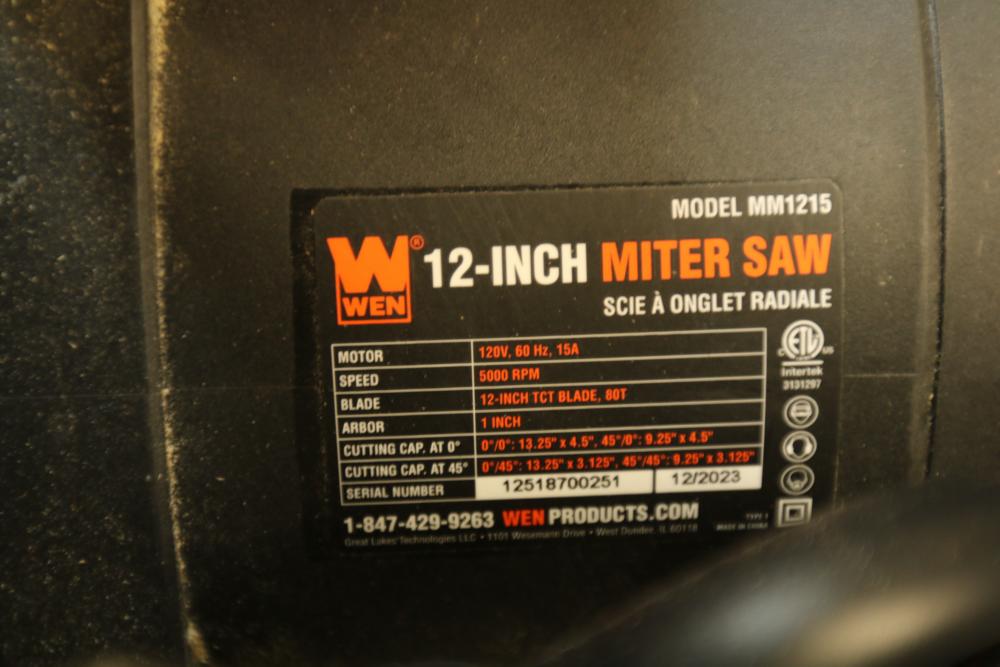 MODEL MM1215
WEN®
12-INCH MITER SAW
SCIE À ONGLET RADIALE
MOTOR 120V, 60 Hz, 15A
SPEED 5000 RPM
BLADE 12-INCH TCT BLADE, 80T
ARBOR 1 INCH
CUTTING CAP. AT 0° 0°/0°: 13.25" x 4.5", 45°/0°: 9.25" x 4.5"
CUTTING CAP. AT 45° 0°/45°: 13.25" x 3.125", 45°/45°: 9.25" x 3.125"
SERIAL NUMBER 12518700251 12/2023
C ETL US
Intertek
3131297
1-847-429-9263 WENPRODUCTS.COM
TYPE 1
MADE IN CHINA
Great Lakes Technologies LLC • 1101 Wesemann Drive • West Dundee, IL 60118